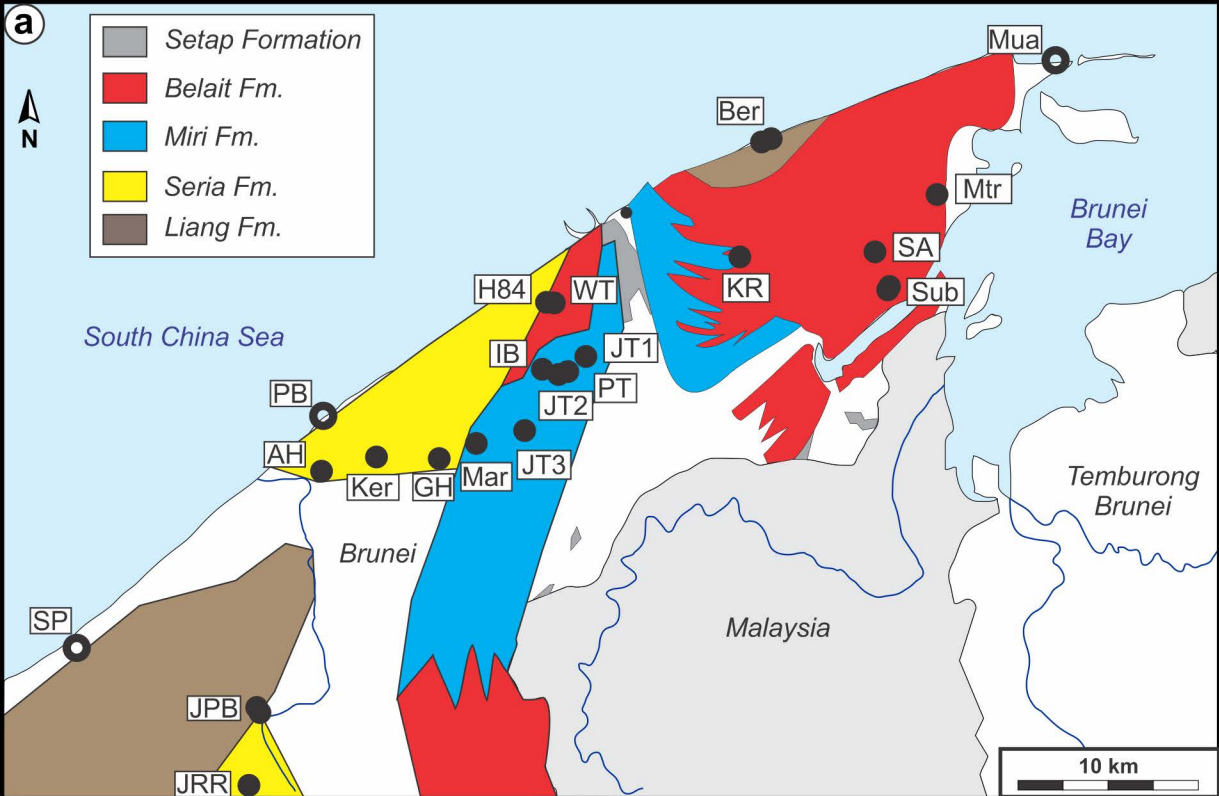 a
Setap Formation
Belait Fm.
Miri Fm.
Seria Fm.
Liang Fm.
N
Mua
Ber
Mtr
Brunei
Bay
SA
KR
Sub
H84
WT
South China Sea
IB
JT1
PT
PB
JT2
AH
Ker
GH
Mar
JT3
Temburong
Brunei
Brunei
SP
Malaysia
JPB
JRR
10 km